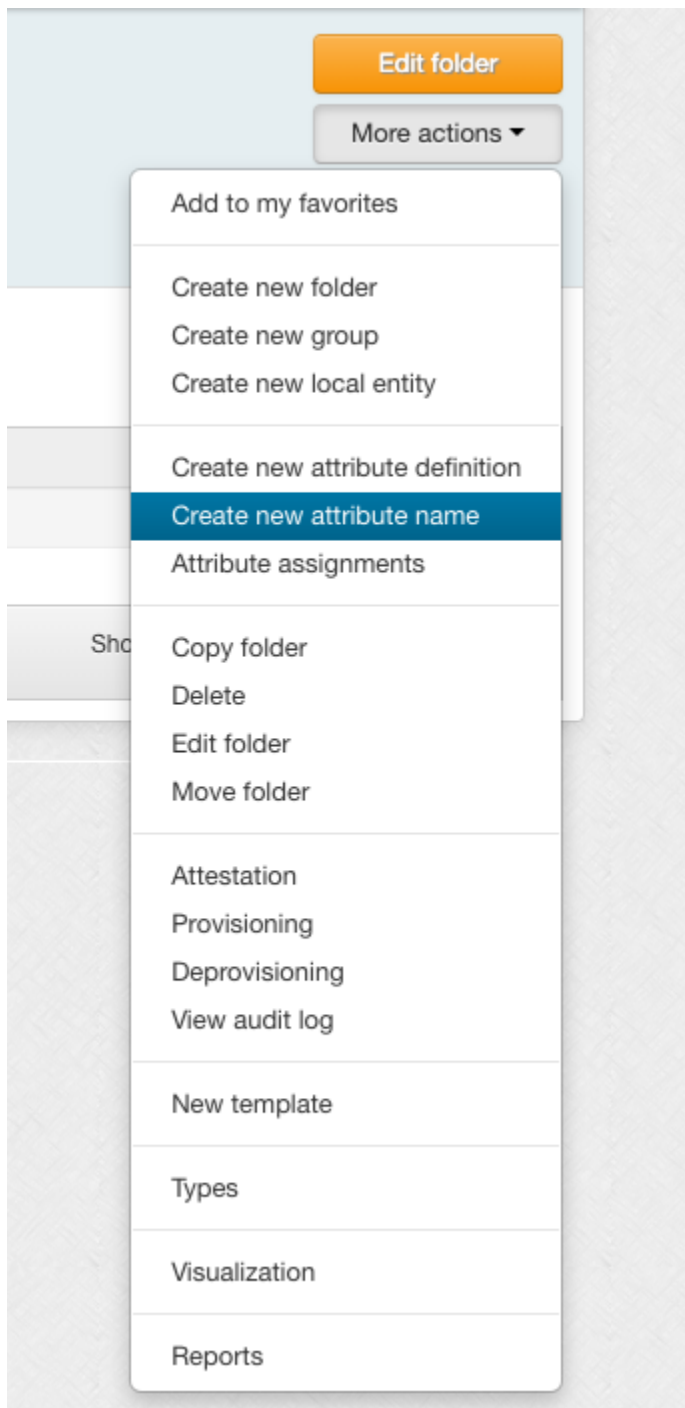 Edit folder
More actions
Add to my favorites
Create new folder
Create new group
Create new local entity
Create new attribute definition
Create new attribute name
Attribute assignments
Sho
Copy folder
Delete
Edit folder
Move folder
Attestation
Provisioning
Deprovisioning
View audit log
New template
Types
Visualization
Reports